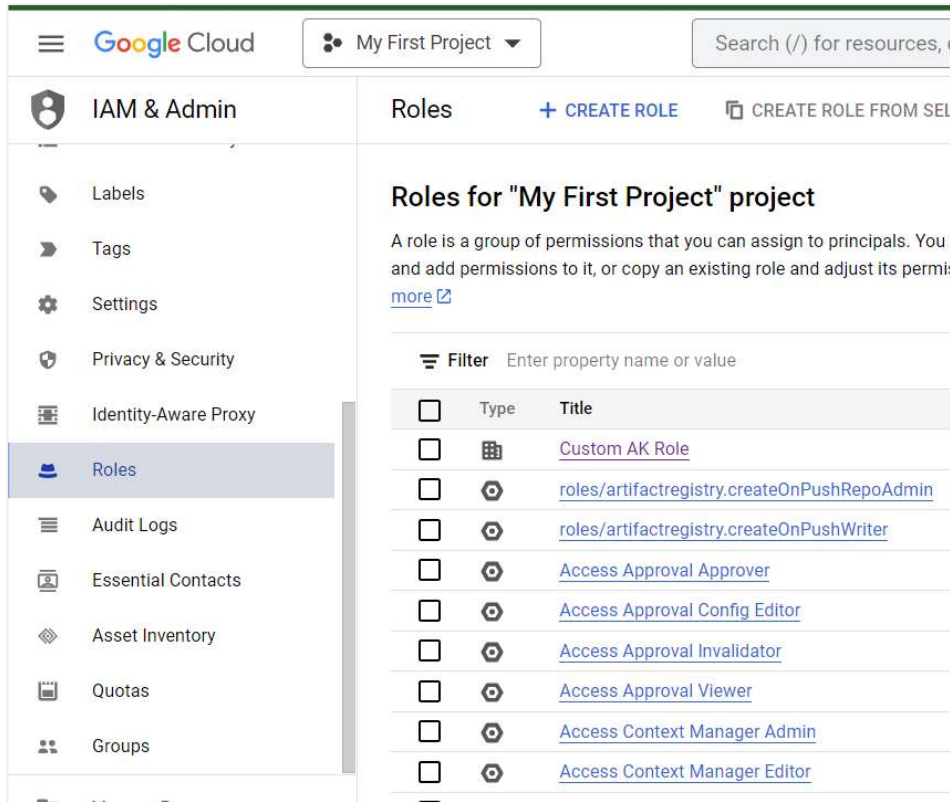 Google Cloud
My First Project
Search (/) for resources,
IAM & Admin
Roles
+ CREATE ROLE
CREATE ROLE FROM SEL
Labels
Tags
Settings
Privacy & Security
Identity-Aware Proxy
Roles
Audit Logs
Essential Contacts
Asset Inventory
Quotas
Groups
Roles for "My First Project" project
A role is a group of permissions that you can assign to principals. You
and add permissions to it, or copy an existing role and adjust its permis
more
Filter Enter property name or value
Type Title
Custom AK Role
roles/artifactregistry.createOnPushRepoAdmin
roles/artifactregistry.createOnPushWriter
Access Approval Approver
Access Approval Config Editor
Access Approval Invalidator
Access Approval Viewer
Access Context Manager Admin
Access Context Manager Editor